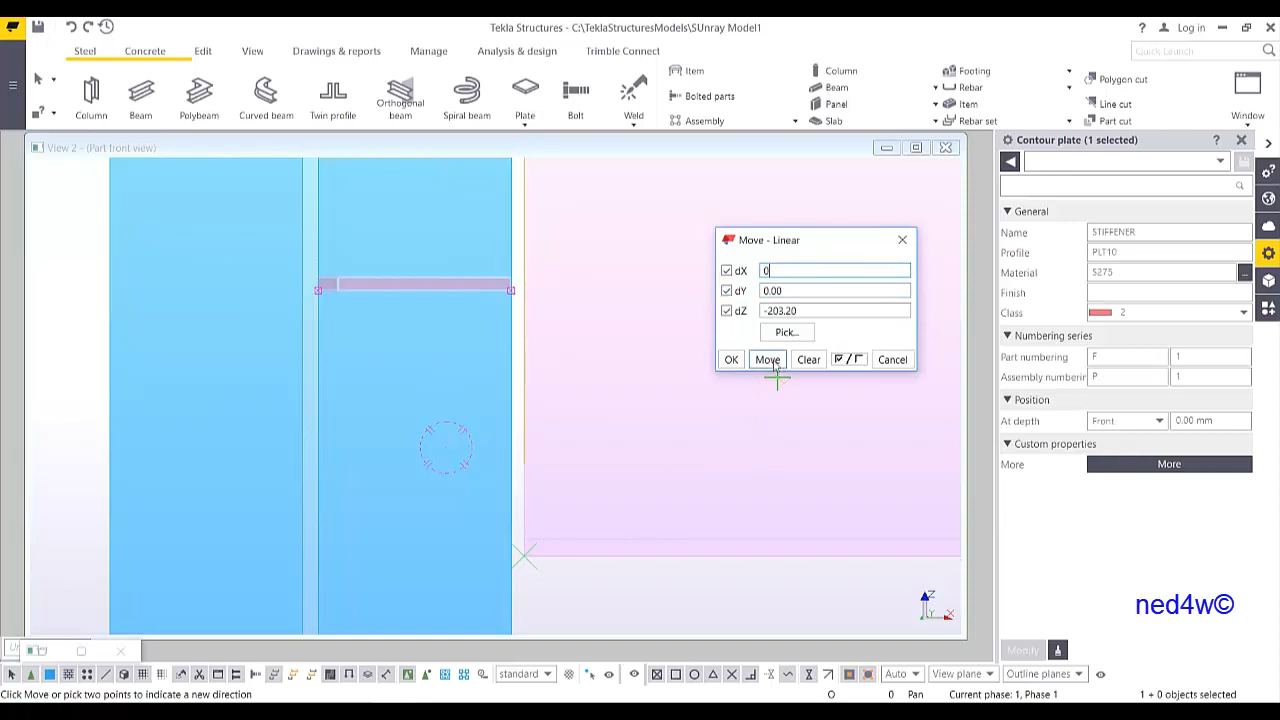 Tekla Structures - C:\TeklaStructuresModels\SUnray Model1
? Log in
Steel Concrete Edit View Drawings & reports Manage Analysis & design Trimble Connect
Quick Launch
Column Beam Polybeam Curved beam Twin profile Orthogonal beam Spiral beam Plate Bolt Weld
Item Column Footing
Bolted parts Beam Rebar Polygon cut
Panel Item Line cut
Assembly Slab Rebar set Part cut
Window
View 2 - (Part front view)
Contour plate (1 selected) ?
General
Name STIFFENER
Profile PLT10
Material S275 ...
Finish
Class 2
Numbering series
Part numbering F 1
Assembly numberin P 1
Position
At depth Front 0.00 mm
Custom properties
More More
Move - Linear
dX 0
dY 0.00
dZ -203.20
Pick...
OK Move Clear Cancel
Z
Y X
ned4w©
Modify
standard Auto View plane Outline planes
Click Move or pick two points to indicate a new direction
O 0 Pan Current phase: 1, Phase 1 1 + 0 objects selected